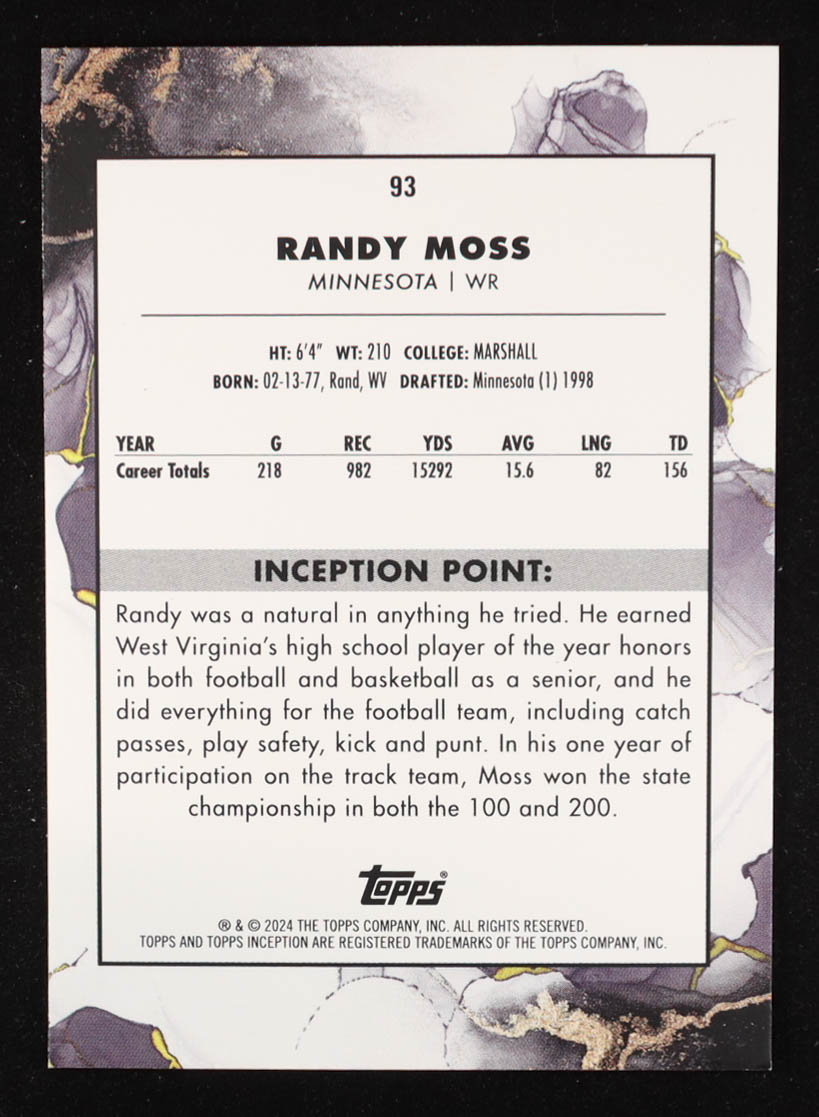 93
RANDY MOSS
MINNESOTA | WR
HT: 6'4" WT: 210 COLLEGE: MARSHALL
BORN: 02-13-77, Rand, WV DRAFTED: Minnesota (1) 1998
YEAR G REC YDS AVG LNG TD
Career Totals 218 982 15292 15.6 82 156
INCEPTION POINT:
Randy was a natural in anything he tried. He earned
West Virginia's high school player of the year honors
in both football and basketball as a senior, and he
did everything for the football team, including catch
passes, play safety, kick and punt. In his one year of
participation on the track team, Moss won the state
championship in both the 100 and 200.
topps®
® & © 2024 THE TOPPS COMPANY, INC. ALL RIGHTS RESERVED.
TOPPS AND TOPPS INCEPTION ARE REGISTERED TRADEMARKS OF THE TOPPS COMPANY, INC.